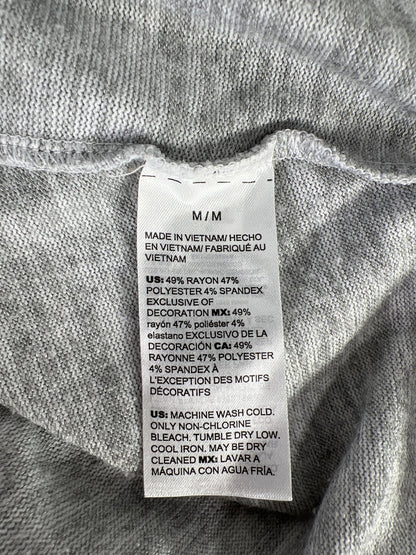 M / M
MADE IN VIETNAM/ HECHO
EN VIETNAM/ FABRIQUÉ AU
VIETNAM
US: 49% RAYON 47%
POLYESTER 4% SPANDEX
EXCLUSIVE OF
DECORATION MX: 49%
rayón 47% poliéster 4%
elastano EXCLUSIVO DE LA
DECORACIÓN CA: 49%
RAYONNE 47% POLYESTER
4% SPANDEX À
L'EXCEPTION DES MOTIFS
DÉCORATIFS
US: MACHINE WASH COLD.
ONLY NON-CHLORINE
BLEACH. TUMBLE DRY LOW.
COOL IRON. MAY BE DRY
CLEANED MX: LAVAR A
MÁQUINA CON AGUA FRÍA.